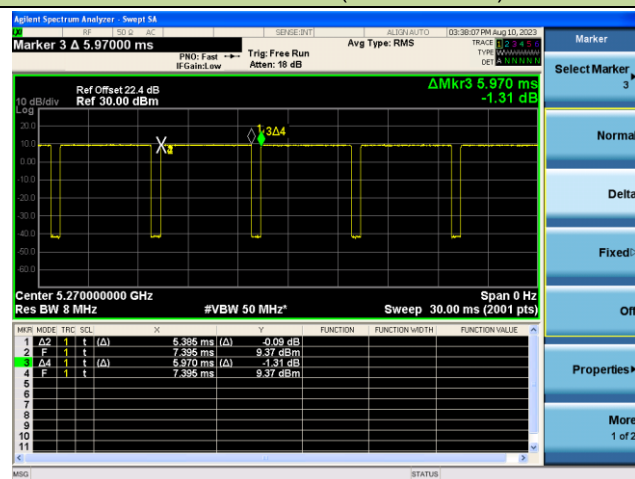 Agilent Spectrum Analyzer - Swept SA
RF 50 Ω AC SENSE:INT ALIGN AUTO 03:38:07 PM Aug 10, 2023
Marker 3 Δ 5.97000 ms
PNO: Fast
IFGain:Low
Trig: Free Run
Atten: 18 dB
Avg Type: RMS
TRACE 1 2 3 4 5 6
TYPE
DET A N N N N N
Ref Offset 22.4 dB
Ref 30.00 dBm
10 dB/div
Log
ΔMkr3 5.970 ms
-1.31 dB
20.0
10.0
0.00
-10.0
-20.0
-30.0
-40.0
-50.0
-60.0
3Δ4
Center 5.270000000 GHz
Span 0 Hz
Res BW 8 MHz
#VBW 50 MHz*
Sweep 30.00 ms (2001 pts)
MKR MODE TRC SCL X Y FUNCTION FUNCTION WIDTH FUNCTION VALUE
1 Δ2 1 t (Δ) 5.385 ms (Δ) -0.09 dB
2 F 1 t 7.395 ms 9.37 dBm
3 Δ4 1 t (Δ) 5.970 ms (Δ) -1.31 dB
4 F 1 t 7.395 ms 9.37 dBm
5
6
7
8
9
10
11
MSG
STATUS
Marker
Select Marker
3
Normal
Delta
Fixed
Off
Properties
More
1 of 2